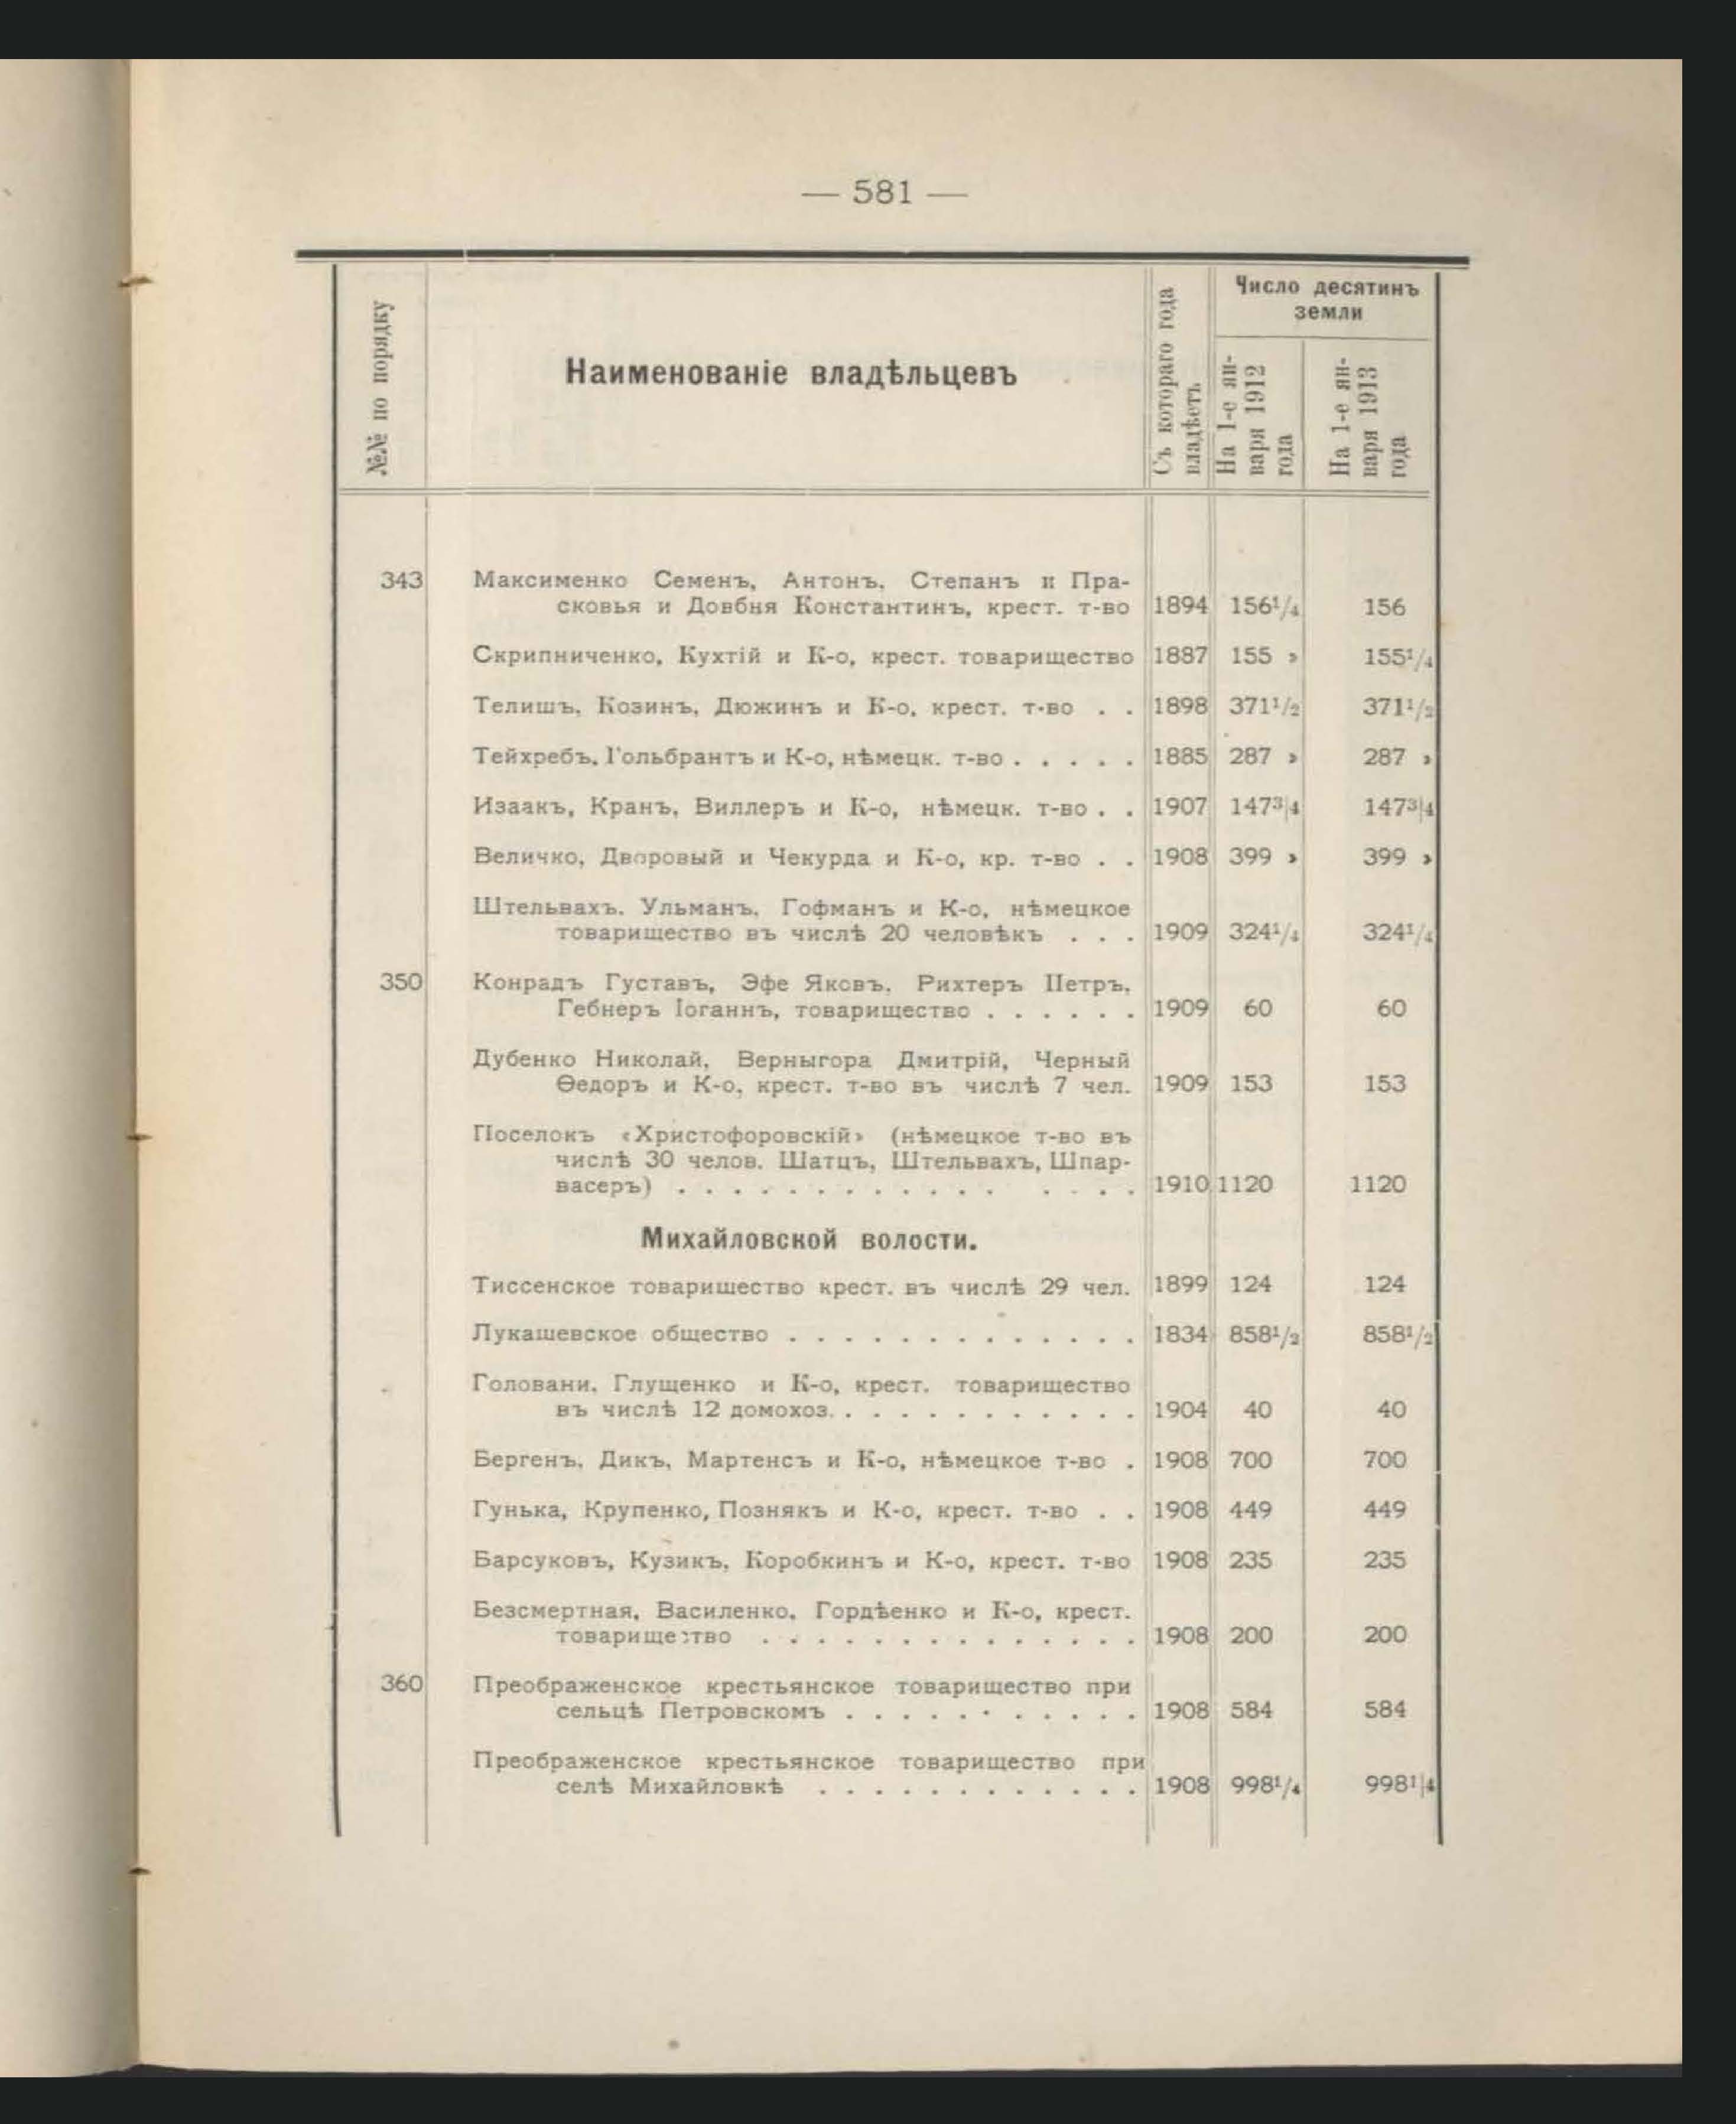 — 581 —
№№ по порядку
Наименованіе владѣльцевъ
Съ котораго года
владѣетъ
Число десятинъ
земли
На 1-е ян-
варя 1912
года
На 1-е ян-
варя 1913
года
343 Максименко Семенъ, Антонъ, Степанъ и Пра-
сковья и Довбня Константинъ, крест. т-во 1894 156¹/₄ 156
Скрипниченко, Кухтій и К-о, крест. товарищество 1887 155 » 155¹/₄
Телишъ, Козинъ, Дюжинъ и К-о, крест. т-во . . 1898 371¹/₂ 371¹/₂
Тейхребъ, Гольбрантъ и К-о, нѣмецк. т-во . . . . . 1885 287 » 287 »
Изаакъ, Кранъ, Виллеръ и К-о, нѣмецк. т-во . . 1907 147³|₄ 147³|₄
Величко, Дворовый и Чекурда и К-о, кр. т-во . . 1908 399 » 399 »
Штельвахъ. Ульманъ, Гофманъ и К-о, нѣмецкое
товарищество въ числѣ 20 человѣкъ . . . 1909 324¹/₄ 324¹/₄
350 Конрадъ Густавъ, Эфе Яковъ, Рихтеръ Петръ,
Гебнеръ Іоганнъ, товарищество . . . . . . 1909 60 60
Дубенко Николай, Верныгора Дмитрій, Черный
Ѳедоръ и К-о, крест. т-во въ числѣ 7 чел. 1909 153 153
Поселокъ «Христофоровскій» (нѣмецкое т-во въ
числѣ 30 челов. Шатцъ, Штельвахъ, Шпар-
васеръ) . . . . . . . . . . . . . . . . 1910 1120 1120
Михайловской волости.
Тиссенское товаришество крест. въ числѣ 29 чел. 1899 124 124
Лукашевское общество . . . . . . . . . . . . . 1834 858¹/₂ 858¹/₂
Головани, Глущенко и К-о, крест. товарищество
въ числѣ 12 домохоз. . . . . . . . . . . . 1904 40 40
Бергенъ, Дикъ, Мартенсъ и К-о, нѣмецкое т-во . 1908 700 700
Гунька, Крупенко, Познякъ и К-о, крест. т-во . . 1908 449 449
Барсуковъ, Кузикъ, Коробкинъ и К-о, крест. т-во 1908 235 235
Безсмертная, Василенко, Гордѣенко и К-о, крест.
товарищество . . . . . . . . . . . . . . 1908 200 200
360 Преображенское крестьянское товарищество при
сельцѣ Петровскомъ . . . . . . . . . . . 1908 584 584
Преображенское крестьянское товарищество при
селѣ Михайловкѣ . . . . . . . . . . . . 1908 998¹/₄ 998¹|₄